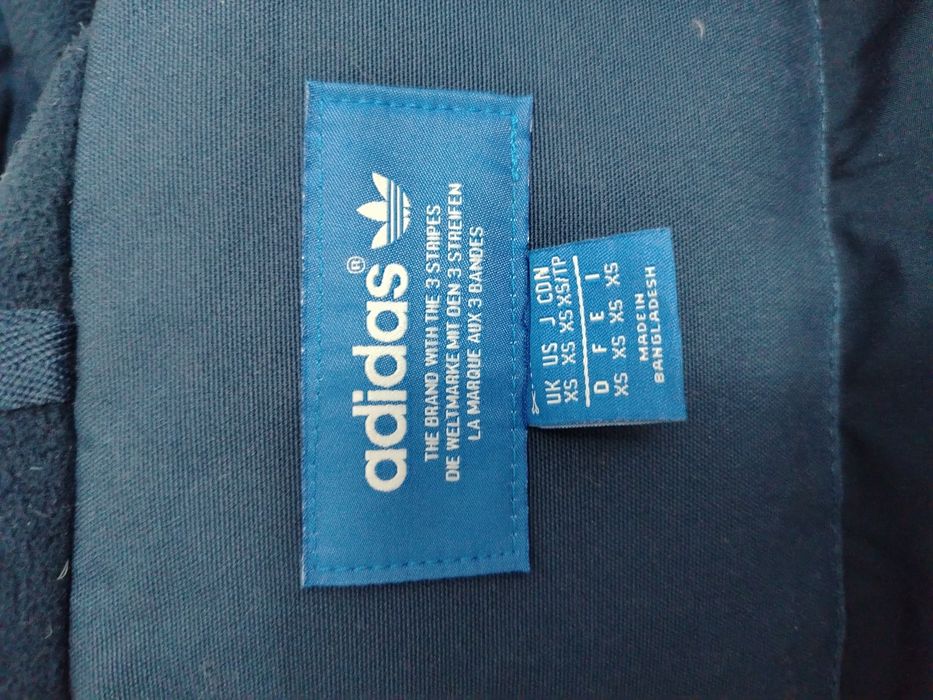 adidas®
THE BRAND WITH THE 3 STRIPES
DIE WELTMARKE MIT DEN 3 STREIFEN
LA MARQUE AUX 3 BANDES
UK US J CDN
XS XS XS XS/TP
D F E I
XS XS XS XS
MADE IN
BANGLADESH